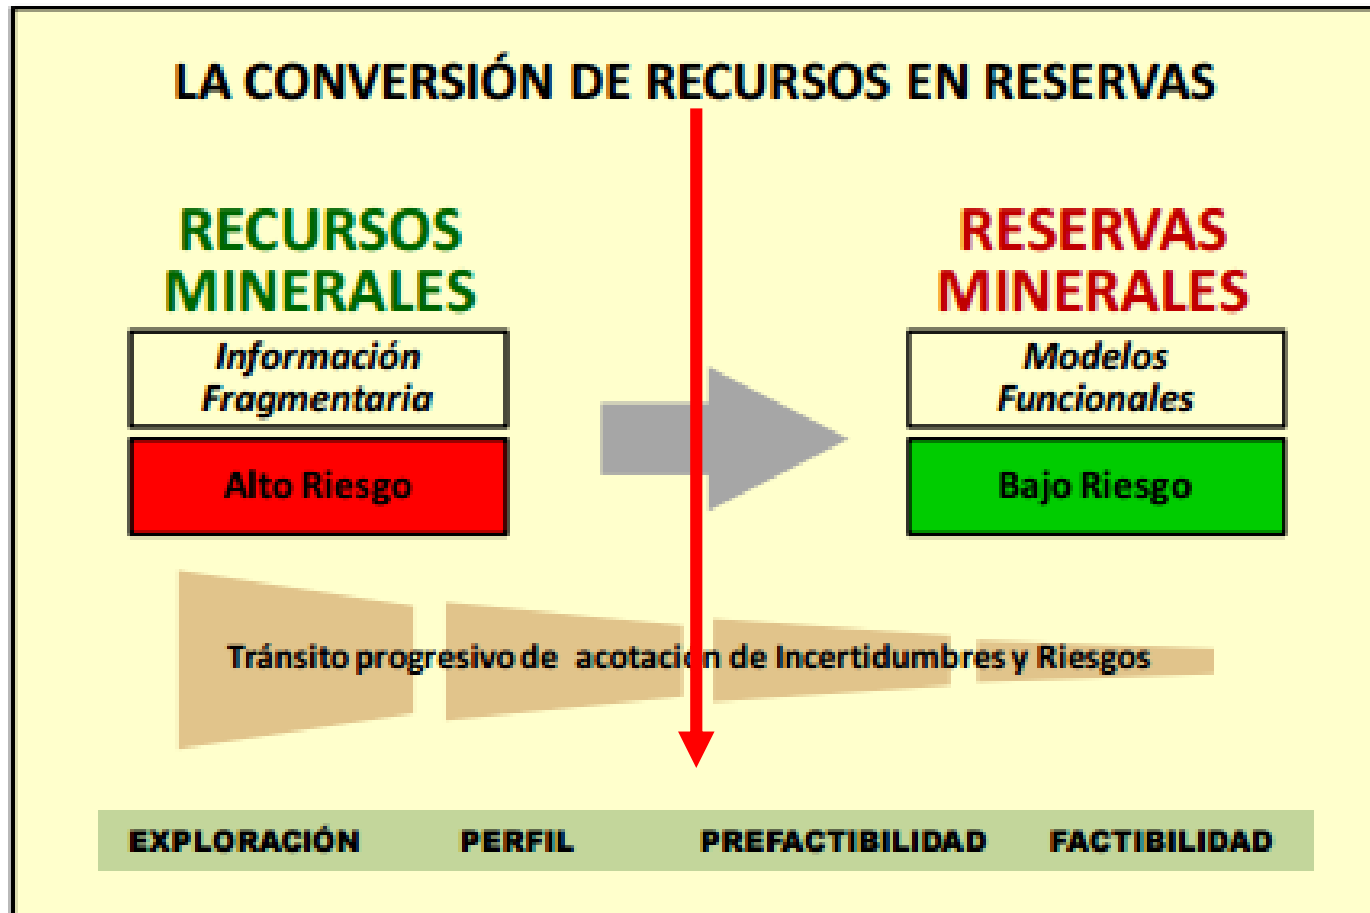 LA CONVERSIÓN DE RECURSOS EN RESERVAS
RECURSOS
MINERALES
Información
Fragmentaria
Alto Riesgo
RESERVAS
MINERALES
Modelos
Funcionales
Bajo Riesgo
Tránsito progresivo de acotación de Incertidumbres y Riesgos
EXPLORACIÓN PERFIL PREFACTIBILIDAD FACTIBILIDAD